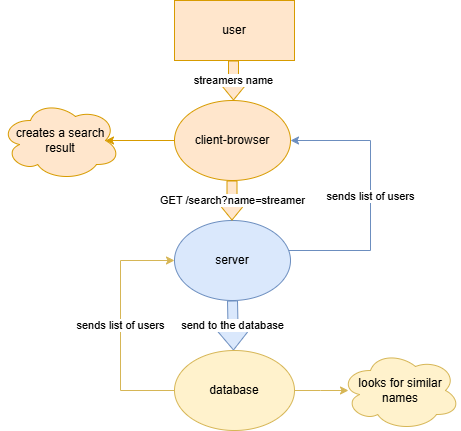 user
streamers name
creates a search
result
client-browser
GET /search?name=streamer
sends list of users
server
sends list of users
send to the database
database
looks for similar
names